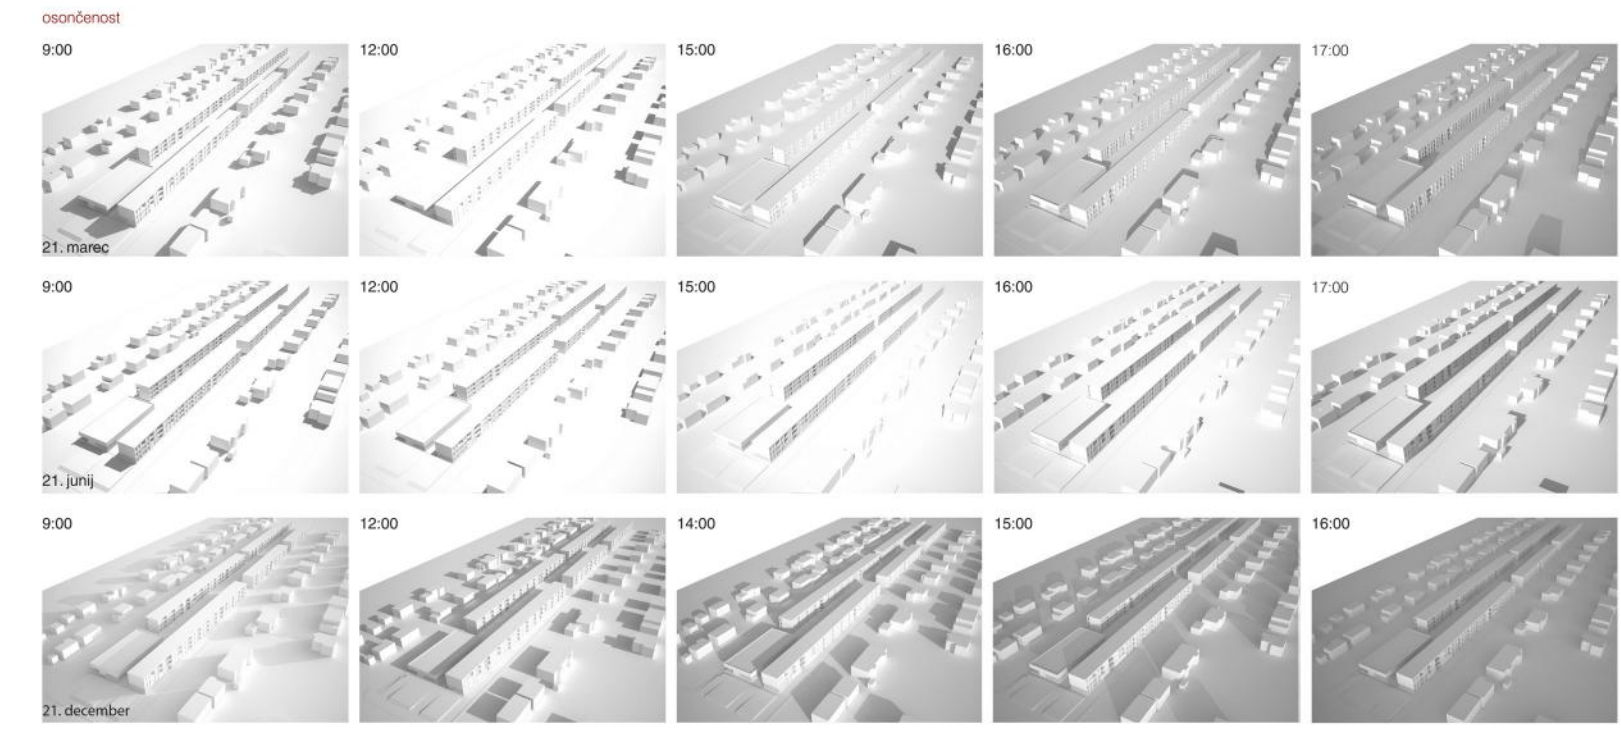 osončenost
9:00 12:00 15:00 16:00 17:00
21. marec
9:00 12:00 15:00 16:00 17:00
21. junij
9:00 12:00 14:00 15:00 16:00
21. december